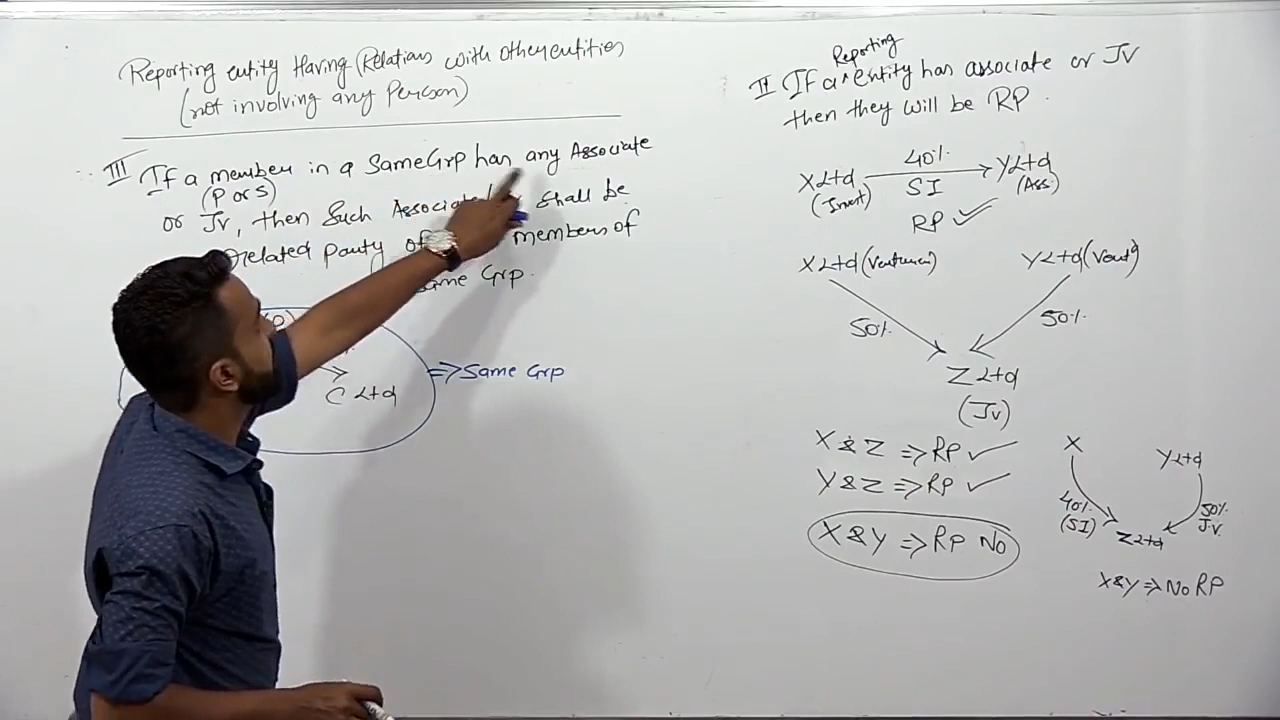 Reporting entity Having Relations with other entities
(not involving any Person)
III If a member in a Same Grp has any Associate
(P or S)
or Jv, then Such Associate shall be
related party of members of
Same Grp.
(P)
C Ltd
=> Same Grp
Reporting
II If a ^ entity has associate or JV
then they will be RP.
X Ltd 40% Y Ltd
(Invest) SI (Ass.)
RP ✓
X Ltd (Venturer) Y Ltd (Vent)
50% 50%
Z Ltd
(Jv)
X & Z => RP ✓
Y & Z => RP ✓
X & Y => RP No
X Y Ltd
40% (SI) 50% J.V.
Z Ltd
X & Y => No RP